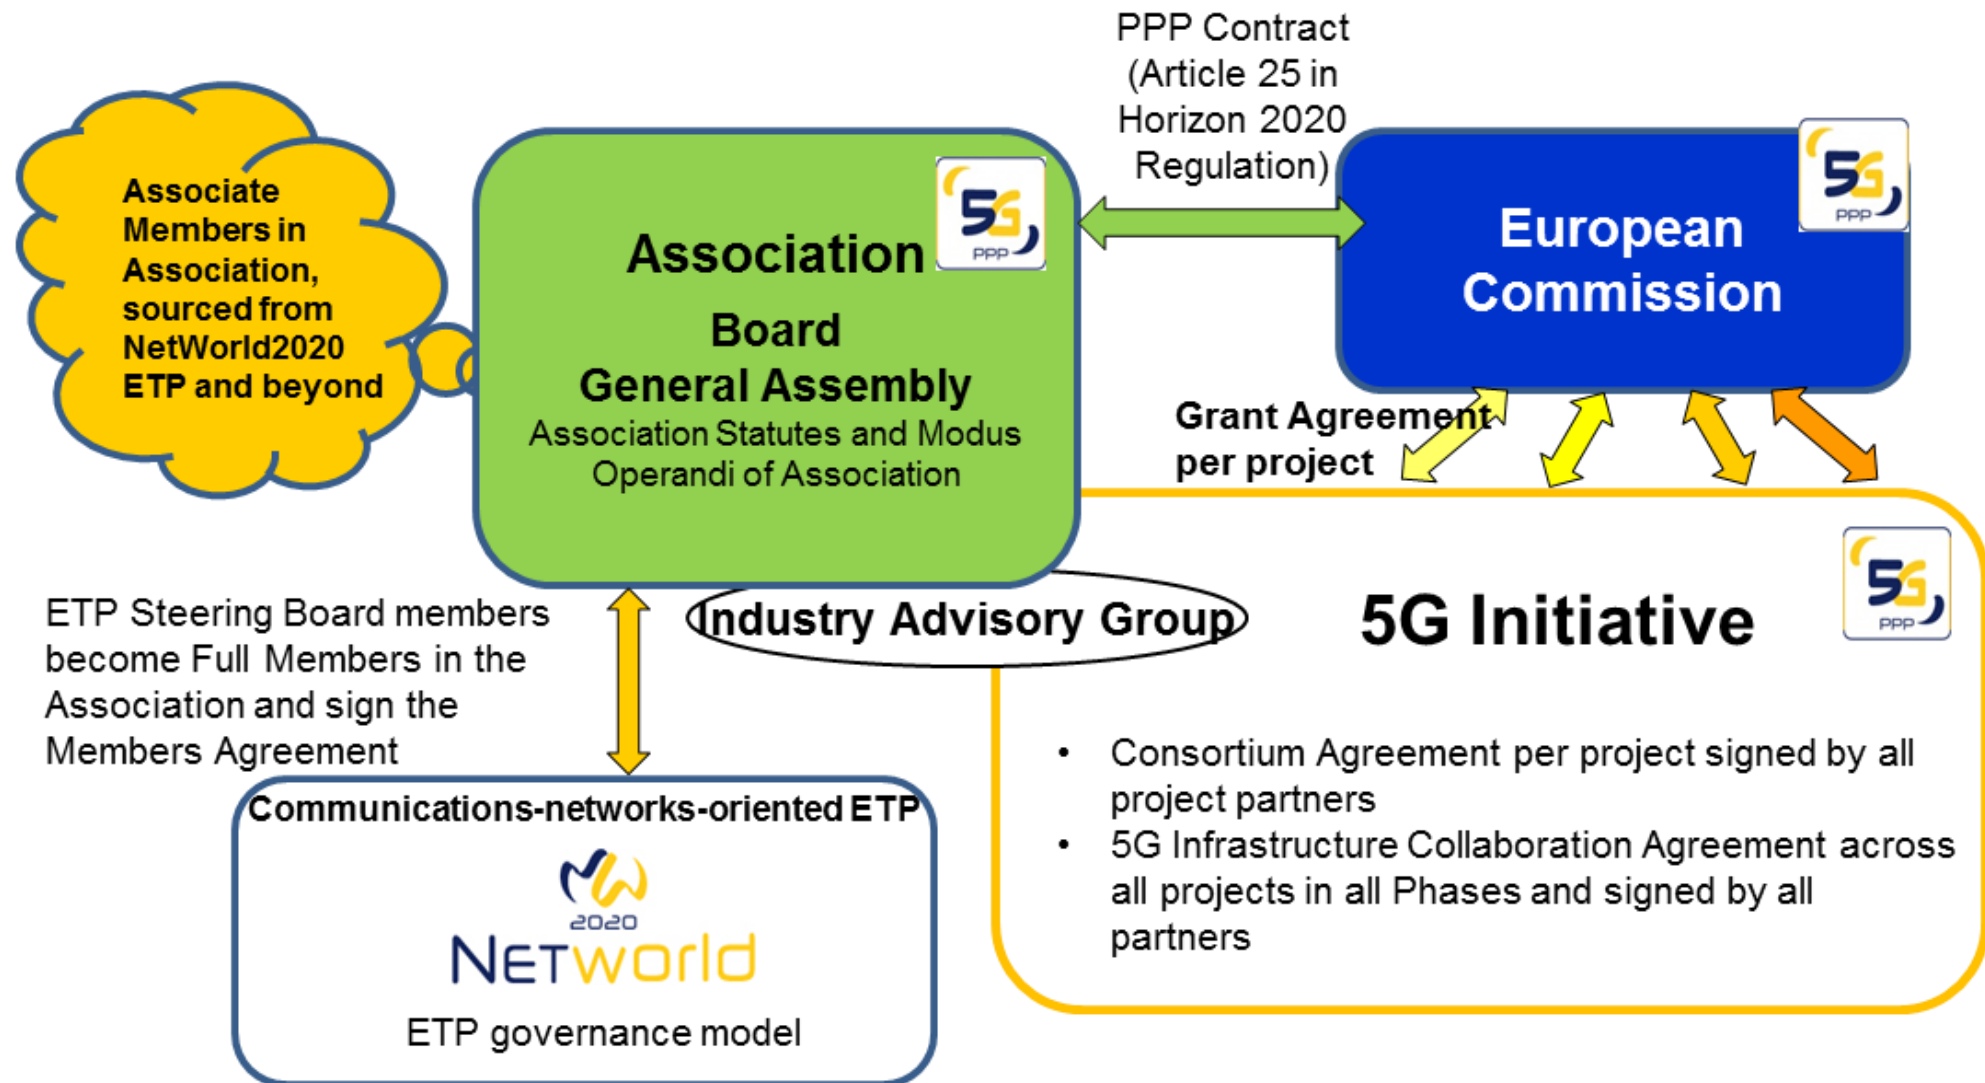 PPP Contract
(Article 25 in
Horizon 2020
Regulation)
Associate
Members in
Association,
sourced from
NetWorld2020
ETP and beyond
Association
5G
PPP
Board
General Assembly
Association Statutes and Modus
Operandi of Association
European
Commission
5G
PPP
Grant Agreement
per project
ETP Steering Board members
become Full Members in the
Association and sign the
Members Agreement
Industry Advisory Group
5G Initiative
5G
PPP
• Consortium Agreement per project signed by all
project partners
• 5G Infrastructure Collaboration Agreement across
all projects in all Phases and signed by all
partners
Communications-networks-oriented ETP
2020
NETworld
ETP governance model